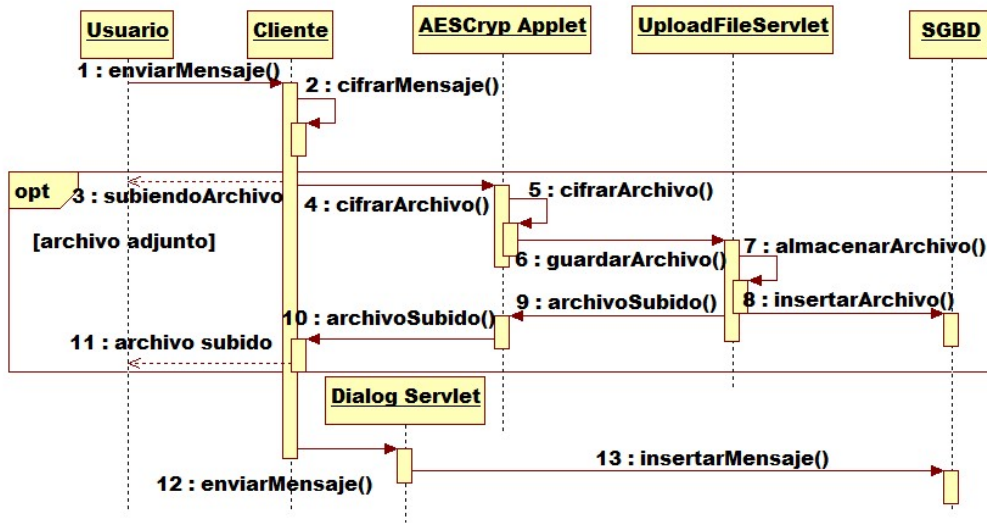 Usuario
Cliente
AESCryp Applet
UploadFileServlet
SGBD
1 : enviarMensaje()
2 : cifrarMensaje()
opt
3 : subiendoArchivo
4 : cifrarArchivo()
5 : cifrarArchivo()
[archivo adjunto]
6 : guardarArchivo()
7 : almacenarArchivo()
8 : insertarArchivo()
9 : archivoSubido()
10 : archivoSubido()
11 : archivo subido
Dialog Servlet
12 : enviarMensaje()
13 : insertarMensaje()